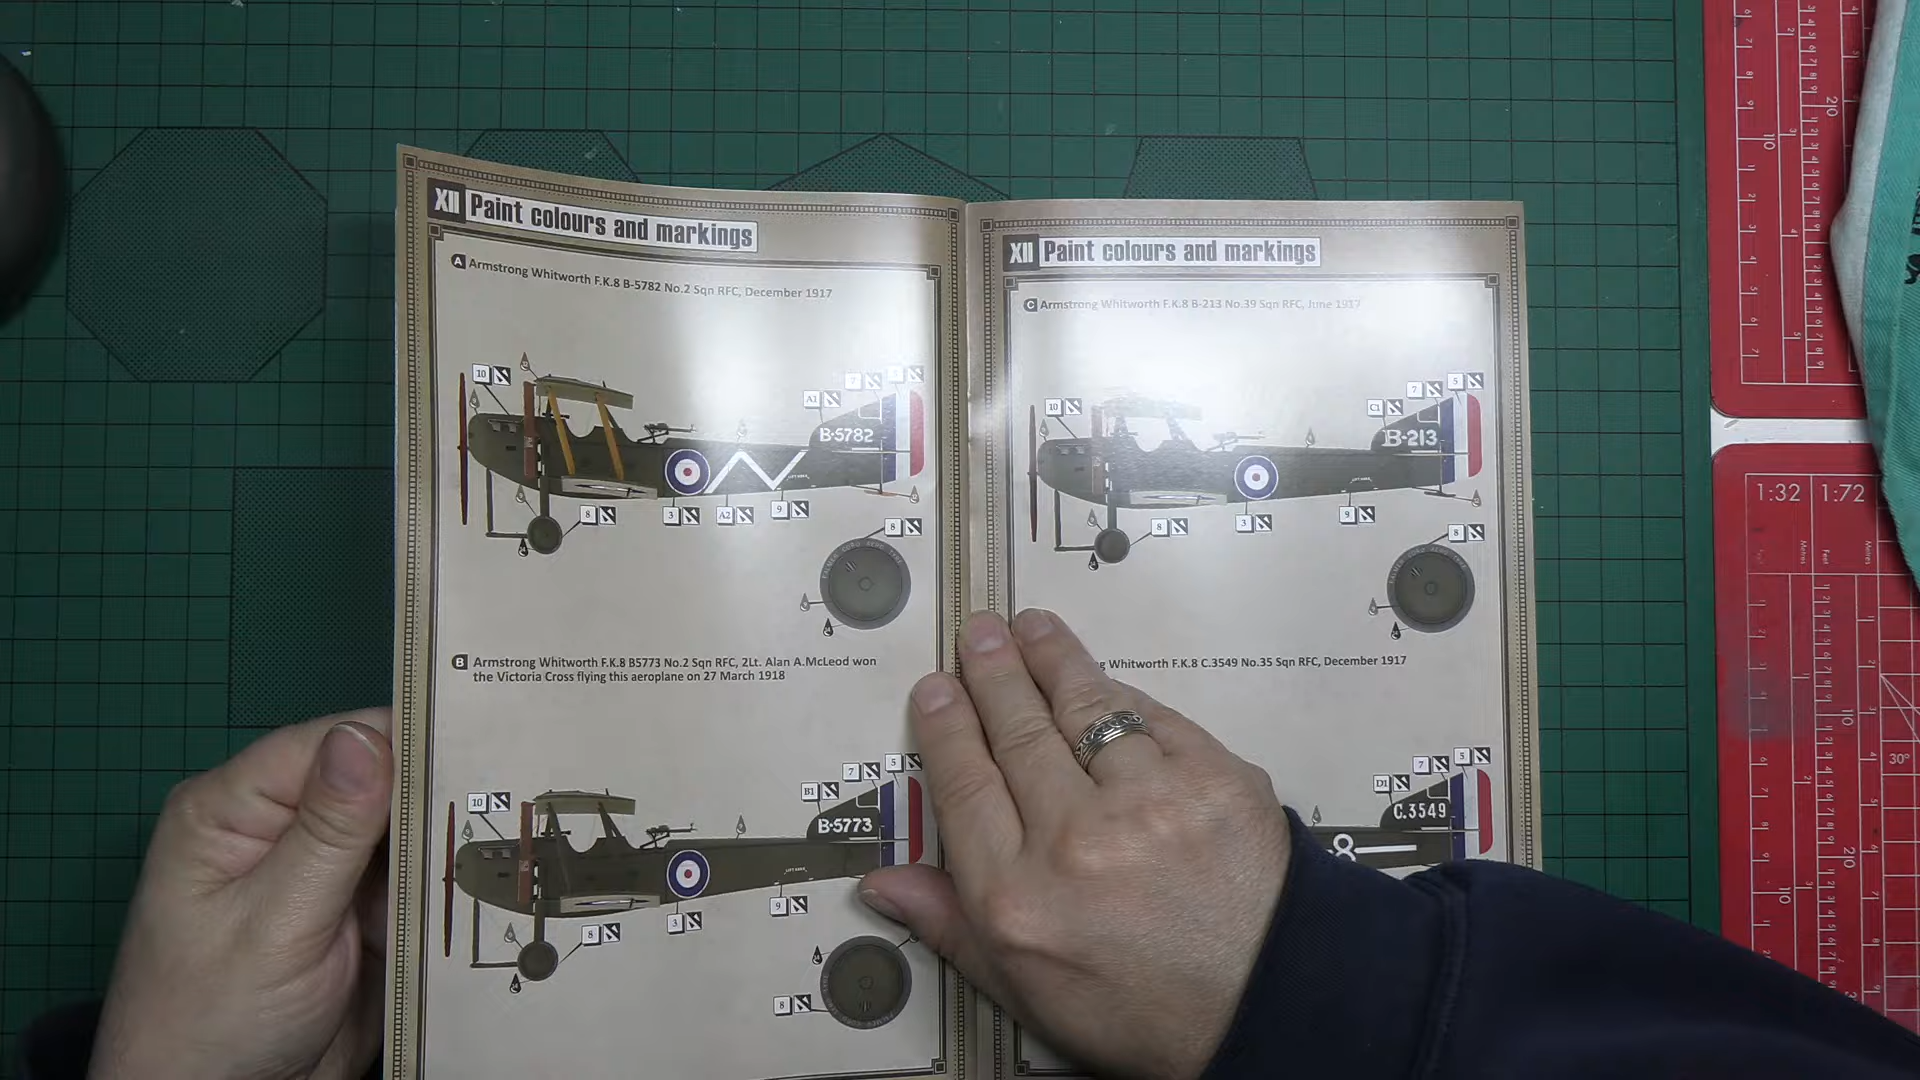 XII Paint colours and markings
A Armstrong Whitworth F.K.8 B-5782 No.2 Sqn RFC, December 1917
10
A1
7
B-5782
8
3
A2
9
8
B Armstrong Whitworth F.K.8 B5773 No.2 Sqn RFC, 2Lt. Alan A.McLeod won
the Victoria Cross flying this aeroplane on 27 March 1918
10
B1
7
5
B-5773
8
3
9
8
XII Paint colours and markings
C Armstrong Whitworth F.K.8 B-213 No.39 Sqn RFC, June 1917
10
C1
7
5
B-213
8
3
9
8
Whitworth F.K.8 C.3549 No.35 Sqn RFC, December 1917
D1
7
5
C.3549
8
1:32 1:72
Metres
Feet
Metres
30°